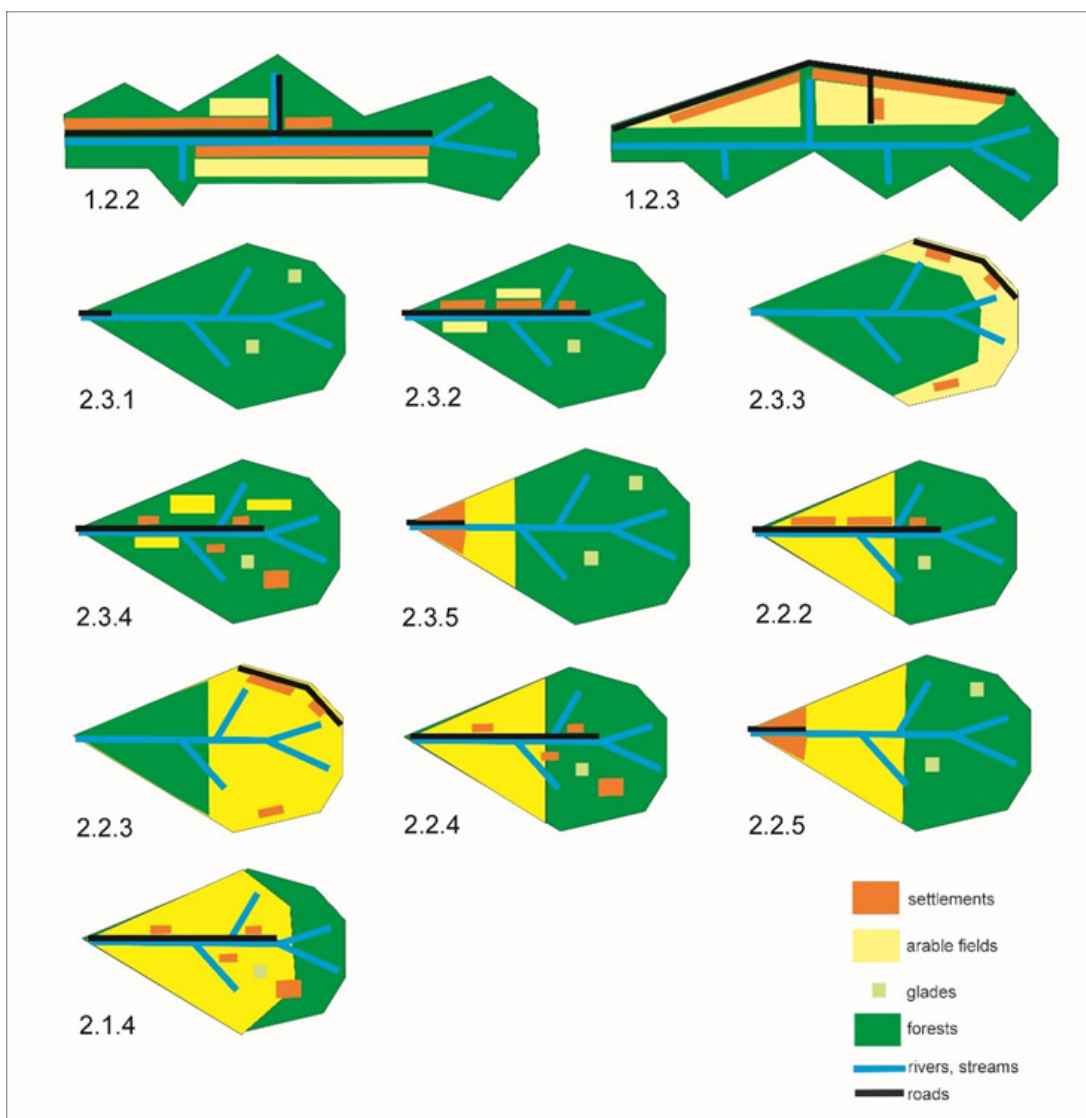 1.2.2
1.2.3
2.3.1
2.3.2
2.3.3
2.3.4
2.3.5
2.2.2
2.2.3
2.2.4
2.2.5
2.1.4
settlements
arable fields
glades
forests
rivers, streams
roads